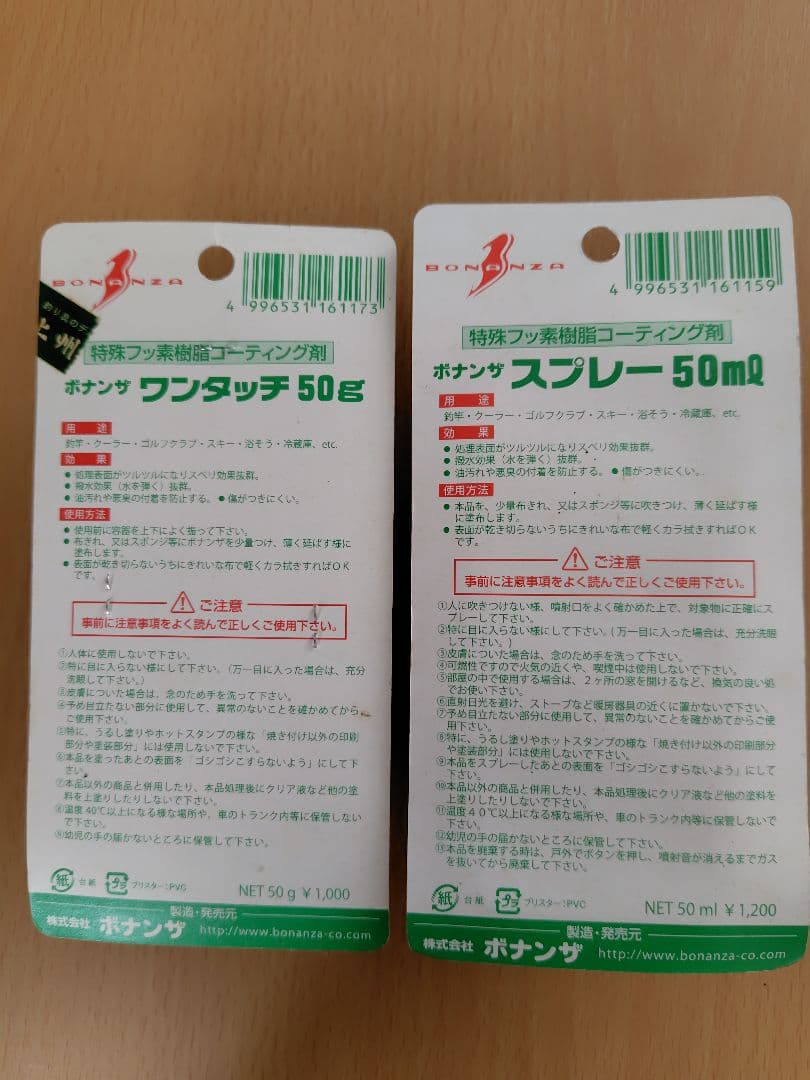 BONANZA
4 996531 161173
釣り具の
上州
特殊フッ素樹脂コーティング剤
ボナンザ ワンタッチ 50g
用途
釣竿・クーラー・ゴルフクラブ・スキー・浴そう・冷蔵庫、etc.
効果
● 処理表面がツルツルになりスベリ効果抜群。
● 撥水効果(水を弾く)抜群。
● 油汚れや悪臭の付着を防止する。 ● 傷がつきにくい。
使用方法
● 使用前に容器を上下によく振って下さい。
● 布きれ、又はスポンジ等にボナンザを少量つけ、薄く延ばす様に
塗布します。
● 表面が乾き切らないうちにきれいな布で軽くカラ拭きすればOK
です。
ご注意
事前に注意事項をよく読んで正しくご使用下さい。
①人体に使用しないで下さい。
②特に目に入らない様にして下さい。(万一目に入った場合は、充分
洗眼して下さい。)
③皮膚についた場合は、念のため手を洗って下さい。
④予め目立たない部分に使用して、異常のないことを確かめてから
ご使用下さい。
⑤特に、うるし塗りやホットスタンプの様な「焼き付け以外の印刷
部分や塗装部分」には使用しないで下さい。
⑥本品を塗ったあとの表面を「ゴシゴシこすらないよう」にして下
さい。
⑦本品以外の商品と併用したり、本品処理後にクリア液など他の塗
料を上塗りしたりしないで下さい。
⑧温度40℃以上になる様な場所や、車のトランク内等に保管しない
で下さい。
⑨幼児の手の届かないところに保管して下さい。
紙 台紙 プラ ブリスター:PVC
NET 50 g ¥1,000
製造・発売元
株式会社 ボナンザ http://www.bonanza-co.com
BONANZA
4 996531 161159
特殊フッ素樹脂コーティング剤
ボナンザ スプレー 50mℓ
用途
釣竿・クーラー・ゴルフクラブ・スキー・浴そう・冷蔵庫、etc.
効果
● 処理表面がツルツルになりスベリ効果抜群。
● 撥水効果(水を弾く)抜群。
● 油汚れや悪臭の付着を防止する。 ● 傷がつきにくい。
使用方法
● 本品を、少量布きれ、又はスポンジ等に吹きつけ、薄く延ばす様
に塗布します。
● 表面が乾き切らないうちにきれいな布で軽くカラ拭きすればOK
です。
ご注意
事前に注意事項をよく読んで正しくご使用下さい。
①人に吹きつけない様、噴射口をよく確かめた上で、対象物に正確にス
プレーして下さい。
②特に目に入らない様にして下さい。(万一目に入った場合は、充分洗眼
して下さい。)
③皮膚についた場合は、念のため手を洗って下さい。
④可燃性ですので火気の近くや、喫煙中は使用しないで下さい。
⑤部屋の中で使用する場合は、2ヶ所の窓を開けるなど、換気の良い処
でお使い下さい。
⑥直射日光を避け、ストーブなど暖房器具の近くに置かないで下さい。
⑦予め目立たない部分に使用して、異常のないことを確かめてからご使
用下さい。
⑧特に、うるし塗りやホットスタンプの様な「焼き付け以外の印刷部分
や塗装部分」には使用しないで下さい。
⑨本品をスプレーしたあとの表面を「ゴシゴシこすらないよう」にして
下さい。
⑩本品以外の商品と併用したり、本品処理後にクリア液など他の塗料を
上塗りしたりしないで下さい。
⑪温度40℃以上になる様な場所や、車のトランク内等に保管しないで
下さい。
⑫幼児の手の届かないところに保管して下さい。
⑬本品を廃棄する時は、戸外でボタンを押し、噴射音が消えるまでガス
を抜いてから廃棄して下さい。
紙 台紙 プラ ブリスター:PVC
NET 50 ml ¥1,200
製造・発売元
株式会社 ボナンザ http://www.bonanza-co.com